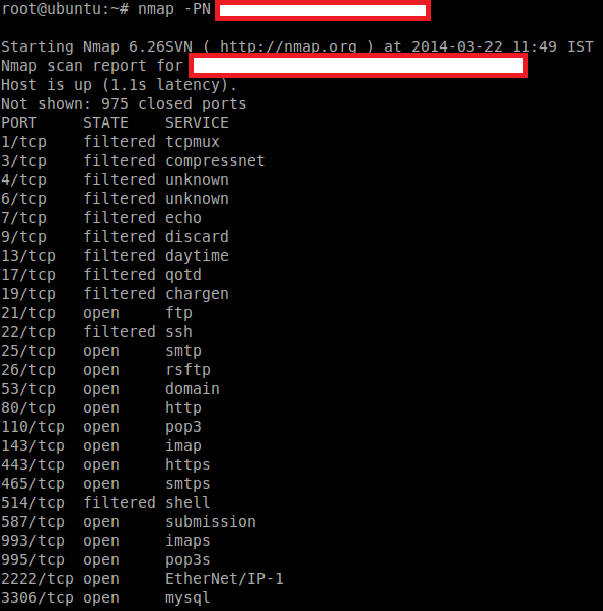 root@ubuntu:~# nmap -PN
Starting Nmap 6.26SVN ( http://nmap.org ) at 2014-03-22 11:49 IST
Nmap scan report for
Host is up (1.1s latency).
Not shown: 975 closed ports
PORT STATE SERVICE
1/tcp filtered tcpmux
3/tcp filtered compressnet
4/tcp filtered unknown
6/tcp filtered unknown
7/tcp filtered echo
9/tcp filtered discard
13/tcp filtered daytime
17/tcp filtered qotd
19/tcp filtered chargen
21/tcp open ftp
22/tcp filtered ssh
25/tcp open smtp
26/tcp open rsftp
53/tcp open domain
80/tcp open http
110/tcp open pop3
143/tcp open imap
443/tcp open https
465/tcp open smtps
514/tcp filtered shell
587/tcp open submission
993/tcp open imaps
995/tcp open pop3s
2222/tcp open EtherNet/IP-1
3306/tcp open mysql